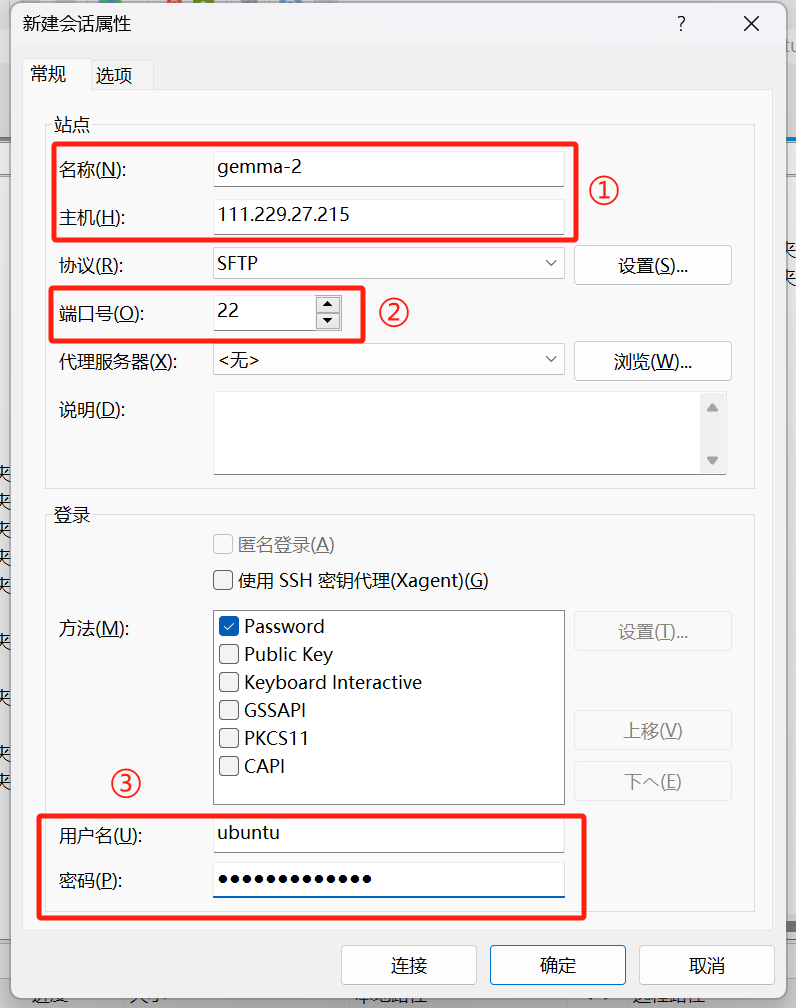 新建会话属性 ?
常规 选项
站点
名称(N): gemma-2
①
主机(H): 111.229.27.215
协议(R): SFTP 设置(S)...
端口号(O): 22 ②
代理服务器(X): <无> 浏览(W)...
说明(D):
登录
匿名登录(A)
使用 SSH 密钥代理(Xagent)(G)
方法(M): Password 设置(T)...
Public Key
Keyboard Interactive
GSSAPI 上移(V)
PKCS11
CAPI 下へ(E)
③
用户名(U): ubuntu
密码(P): •••••••••••••
连接 确定 取消